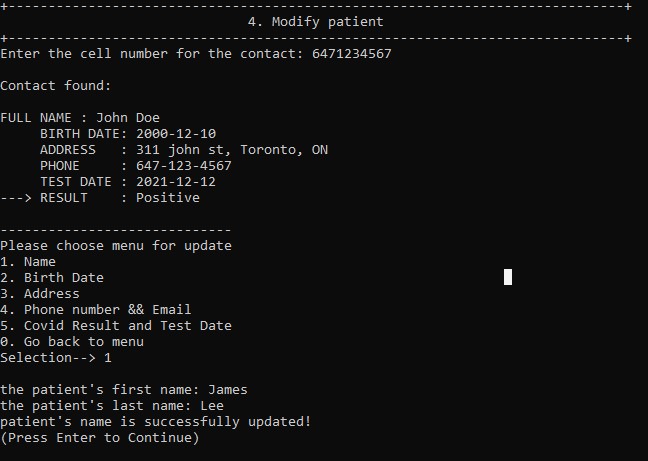 +-----------------------------------------------------------------------------+
4. Modify patient
+-----------------------------------------------------------------------------+
Enter the cell number for the contact: 6471234567
Contact found:
FULL NAME : John Doe
BIRTH DATE: 2000-12-10
ADDRESS   : 311 john st, Toronto, ON
PHONE     : 647-123-4567
TEST DATE : 2021-12-12
---> RESULT    : Positive
-----------------------------
Please choose menu for update
1. Name
2. Birth Date
3. Address
4. Phone number && Email
5. Covid Result and Test Date
0. Go back to menu
Selection--> 1
the patient's first name: James
the patient's last name: Lee
patient's name is successfully updated!
(Press Enter to Continue)